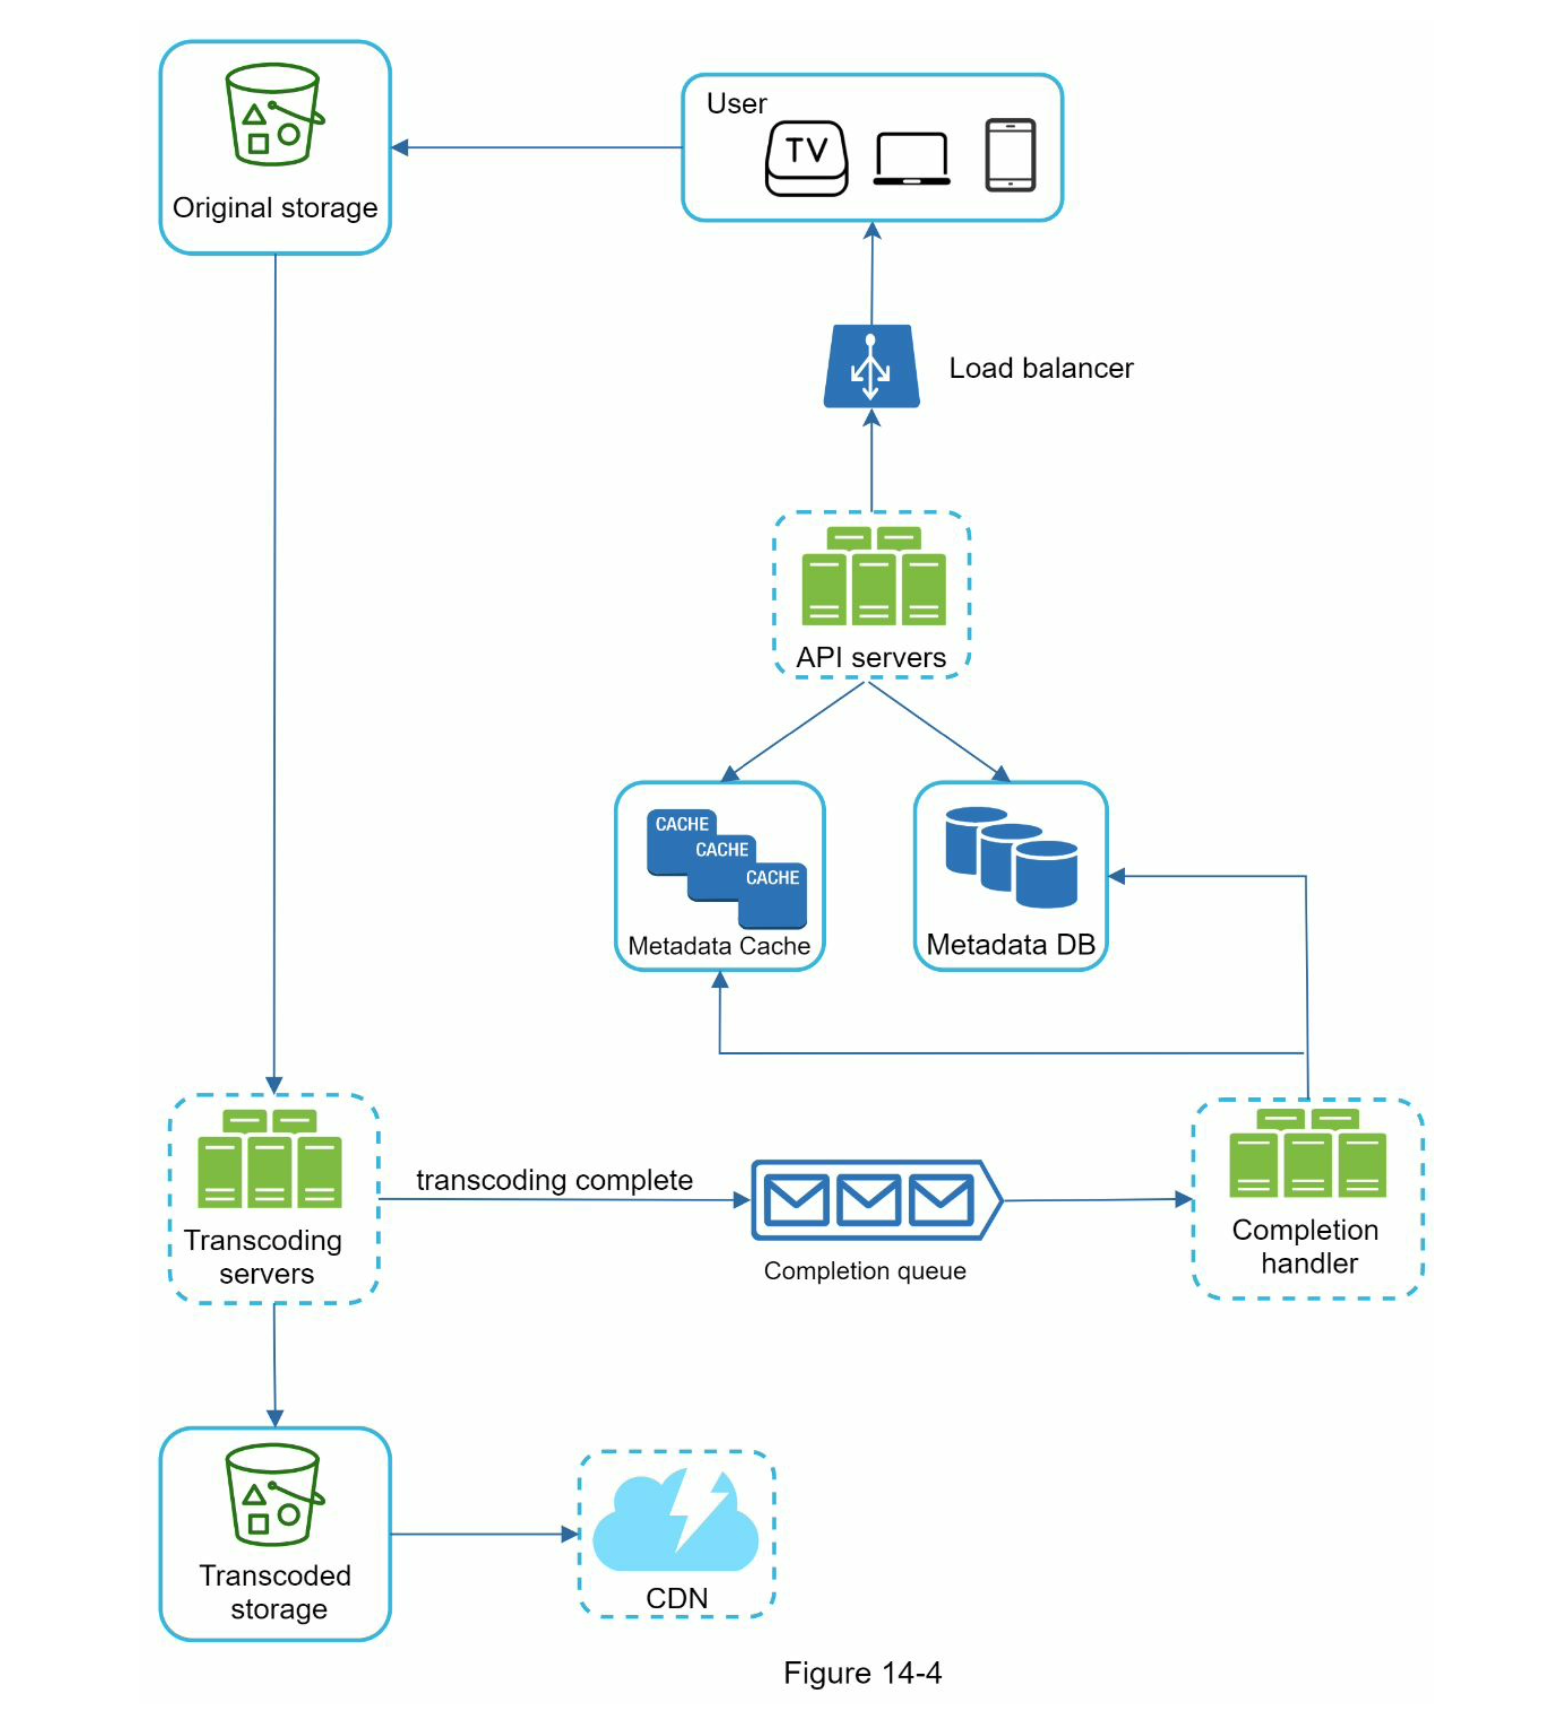 Original storage
User
TV
Load balancer
API servers
CACHE
CACHE
CACHE
Metadata Cache
Metadata DB
transcoding complete
Transcoding
servers
Completion queue
Completion
handler
Transcoded
storage
CDN
Figure 14-4